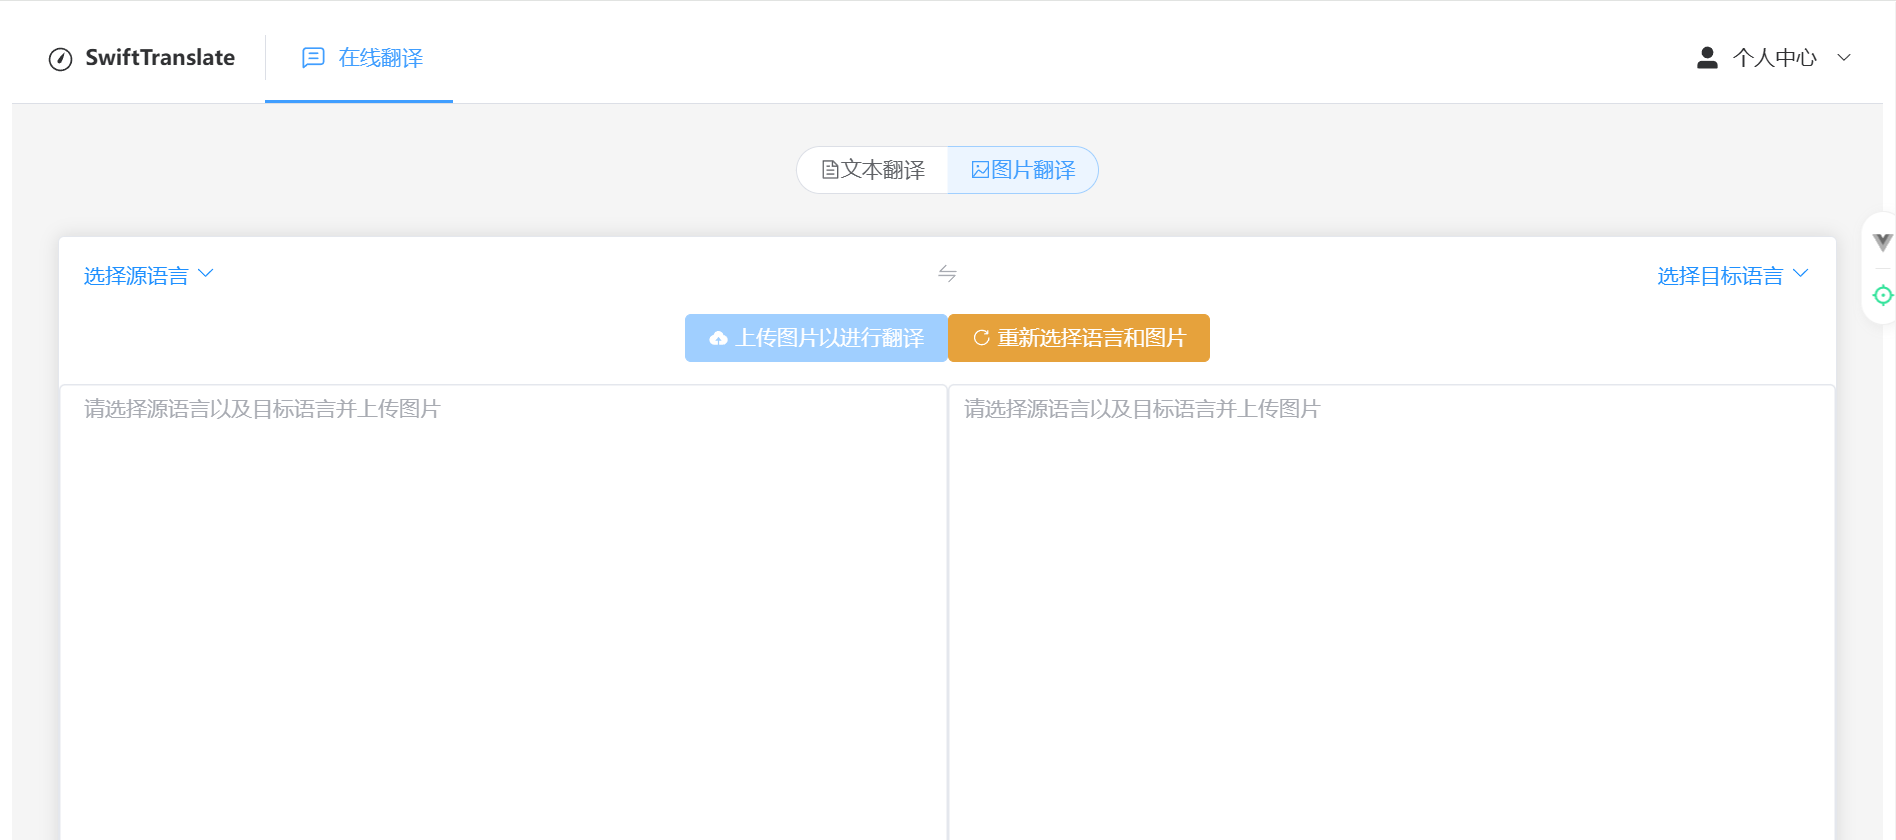 SwiftTranslate 在线翻译 个人中心
文本翻译 图片翻译
选择源语言 选择目标语言
上传图片以进行翻译 重新选择语言和图片
请选择源语言以及目标语言并上传图片 请选择源语言以及目标语言并上传图片